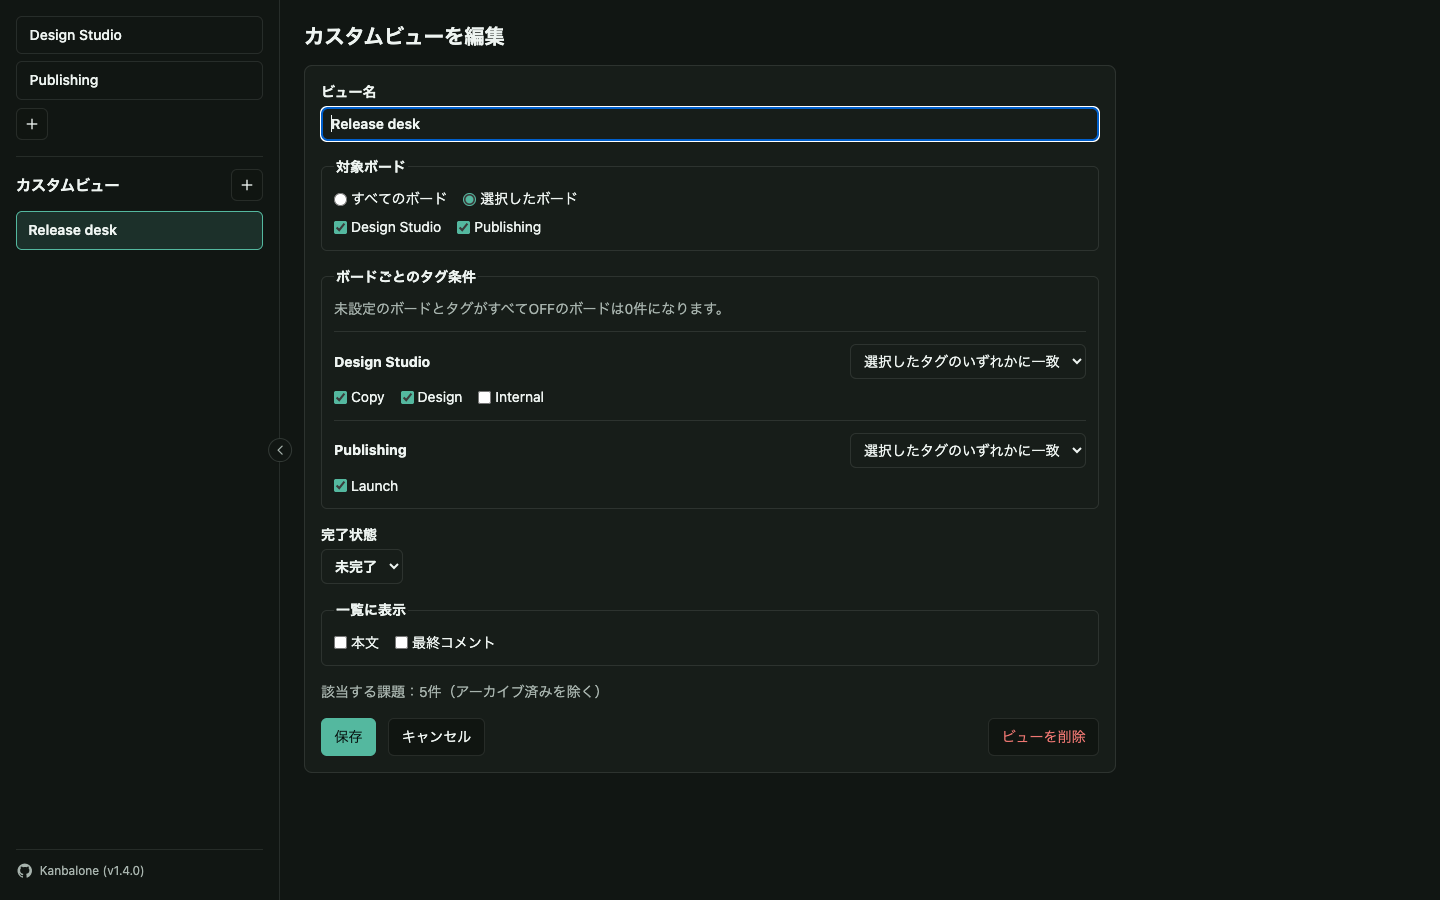 Design Studio
Publishing
カスタムビュー
Release desk
Kanbalone (v1.4.0)
カスタムビューを編集
ビュー名
Release desk
対象ボード
すべてのボード 選択したボード
Design Studio Publishing
ボードごとのタグ条件
未設定のボードとタグがすべてOFFのボードは0件になります。
Design Studio 選択したタグのいずれかに一致
Copy Design Internal
Publishing 選択したタグのいずれかに一致
Launch
完了状態
未完了
一覧に表示
本文 最終コメント
該当する課題：5件（アーカイブ済みを除く）
保存 キャンセル ビューを削除